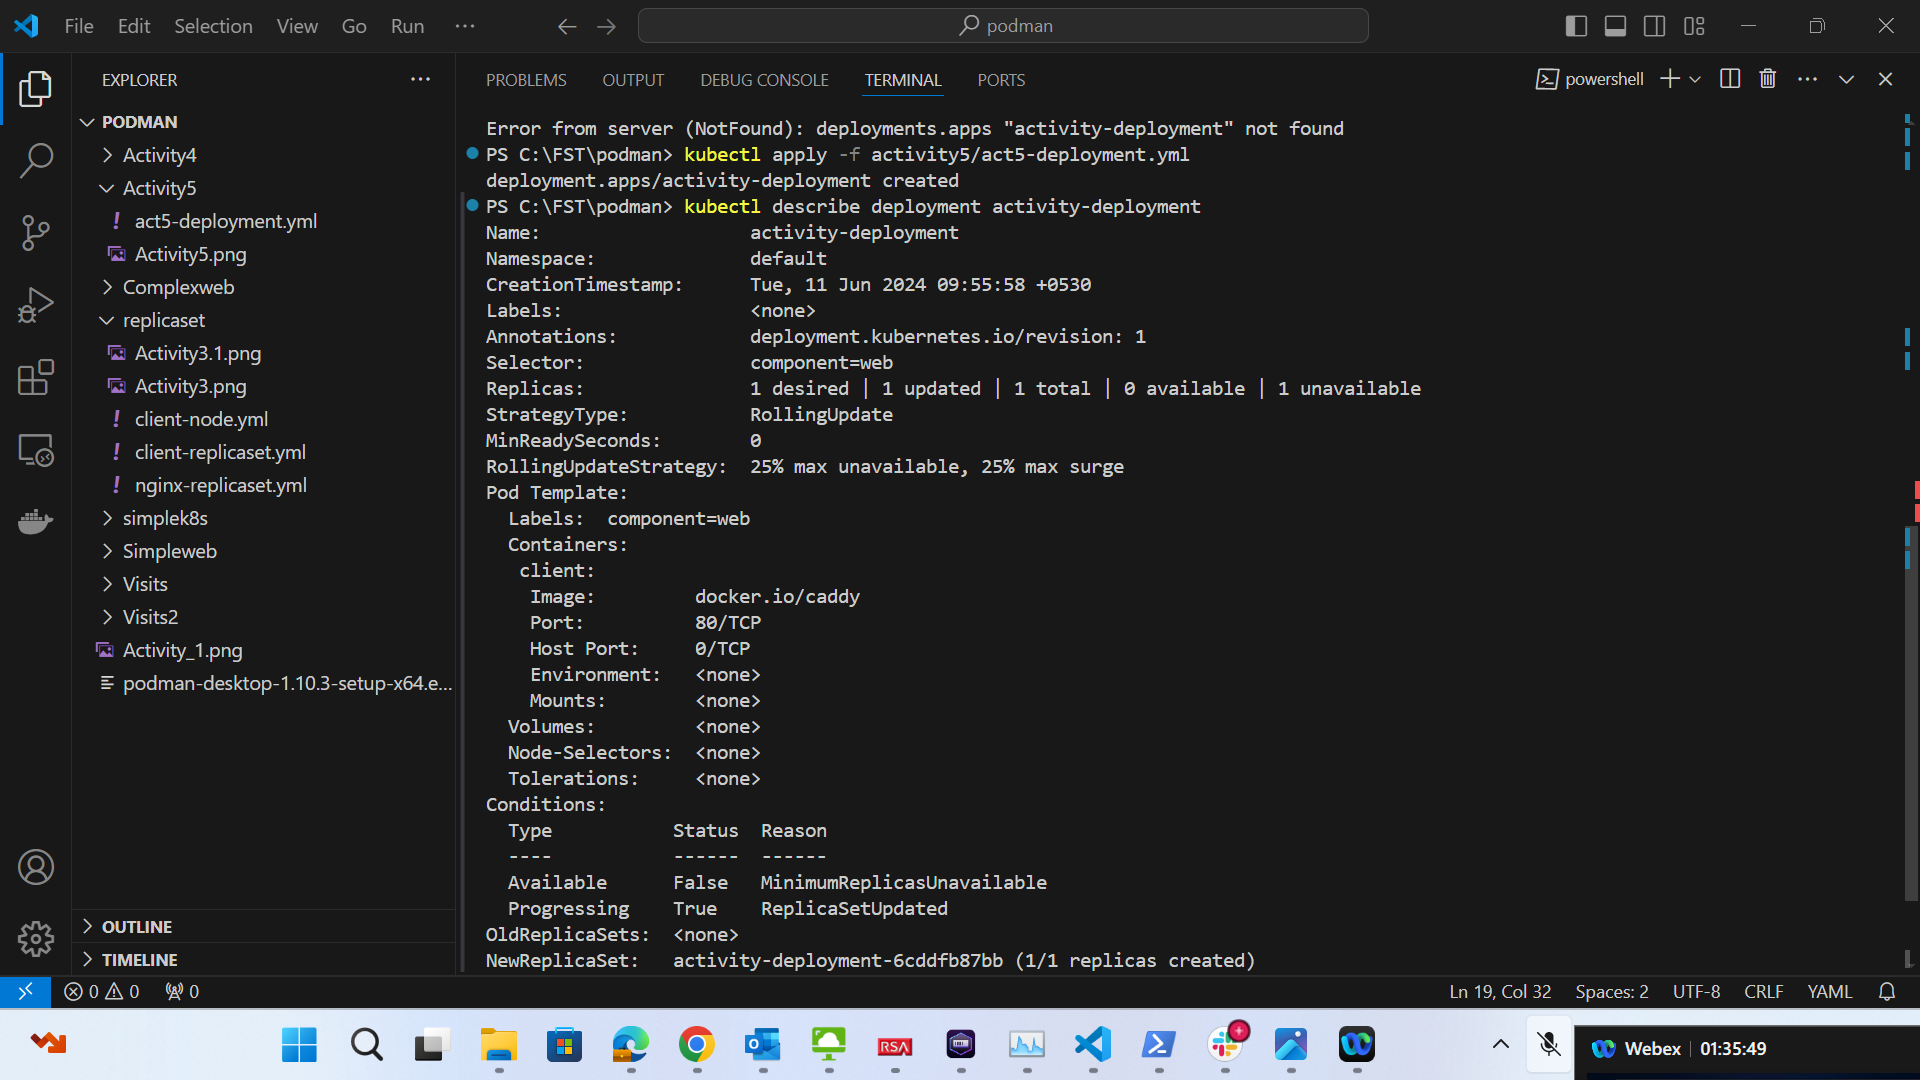 File Edit Selection View Go Run ···
podman
EXPLORER
PODMAN
Activity4
Activity5
! act5-deployment.yml
Activity5.png
Complexweb
replicaset
Activity3.1.png
Activity3.png
! client-node.yml
! client-replicaset.yml
! nginx-replicaset.yml
simplek8s
Simpleweb
Visits
Visits2
Activity_1.png
podman-desktop-1.10.3-setup-x64.e...
OUTLINE
TIMELINE
PROBLEMS OUTPUT DEBUG CONSOLE TERMINAL PORTS
powershell
Error from server (NotFound): deployments.apps "activity-deployment" not found
PS C:\FST\podman> kubectl apply -f activity5/act5-deployment.yml
deployment.apps/activity-deployment created
PS C:\FST\podman> kubectl describe deployment activity-deployment
Name: activity-deployment
Namespace: default
CreationTimestamp: Tue, 11 Jun 2024 09:55:58 +0530
Labels: <none>
Annotations: deployment.kubernetes.io/revision: 1
Selector: component=web
Replicas: 1 desired | 1 updated | 1 total | 0 available | 1 unavailable
StrategyType: RollingUpdate
MinReadySeconds: 0
RollingUpdateStrategy: 25% max unavailable, 25% max surge
Pod Template:
Labels: component=web
Containers:
client:
Image: docker.io/caddy
Port: 80/TCP
Host Port: 0/TCP
Environment: <none>
Mounts: <none>
Volumes: <none>
Node-Selectors: <none>
Tolerations: <none>
Conditions:
Type Status Reason
---- ------ ------
Available False MinimumReplicasUnavailable
Progressing True ReplicaSetUpdated
OldReplicaSets: <none>
NewReplicaSet: activity-deployment-6cddfb87bb (1/1 replicas created)
0 0 0
Ln 19, Col 32 Spaces: 2 UTF-8 CRLF YAML
RSA
Webex 01:35:49